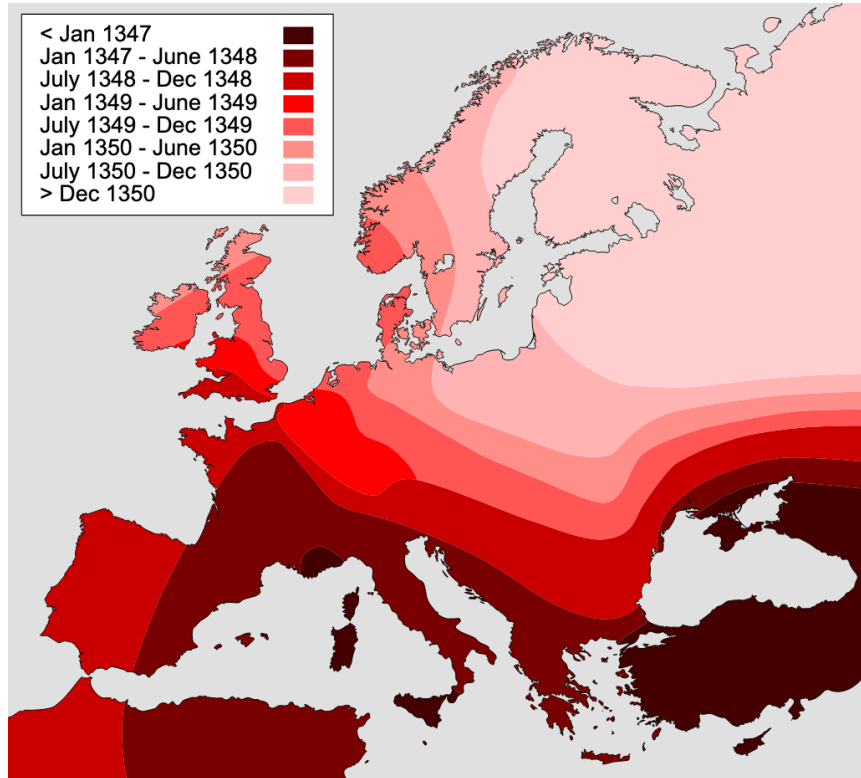 < Jan 1347
Jan 1347 - June 1348
July 1348 - Dec 1348
Jan 1349 - June 1349
July 1349 - Dec 1349
Jan 1350 - June 1350
July 1350 - Dec 1350
> Dec 1350